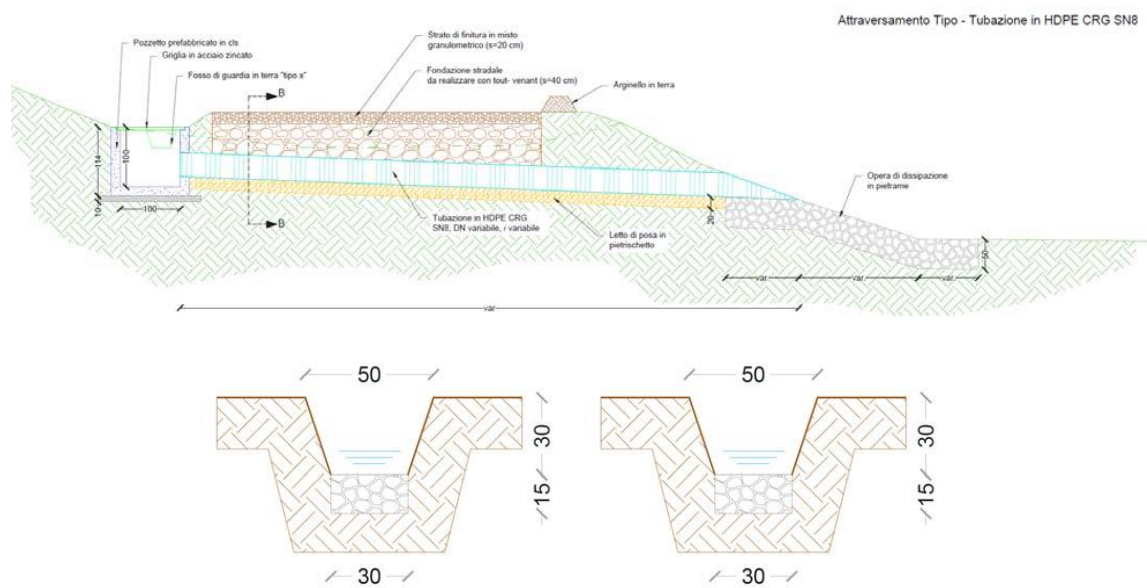 Attraversamento Tipo - Tubazione in HDPE CRG SN8
Pozzetto prefabbricato in cls
Griglia in acciaio zincato
Fosso di guardia in terra "tipo x"
Strato di finitura in misto
granulometrico (s=20 cm)
Fondazione stradale
da realizzare con tout- venant (s=40 cm)
Arginello in terra
B
B
114
100
10
100
Tubazione in HDPE CRG
SN8, DN variabile, i variabile
Letto di posa in
pietrischetto
20
Opera di dissipazione
in pietrame
50
var.
var.
var.
var
50
30
15
30
50
30
15
30